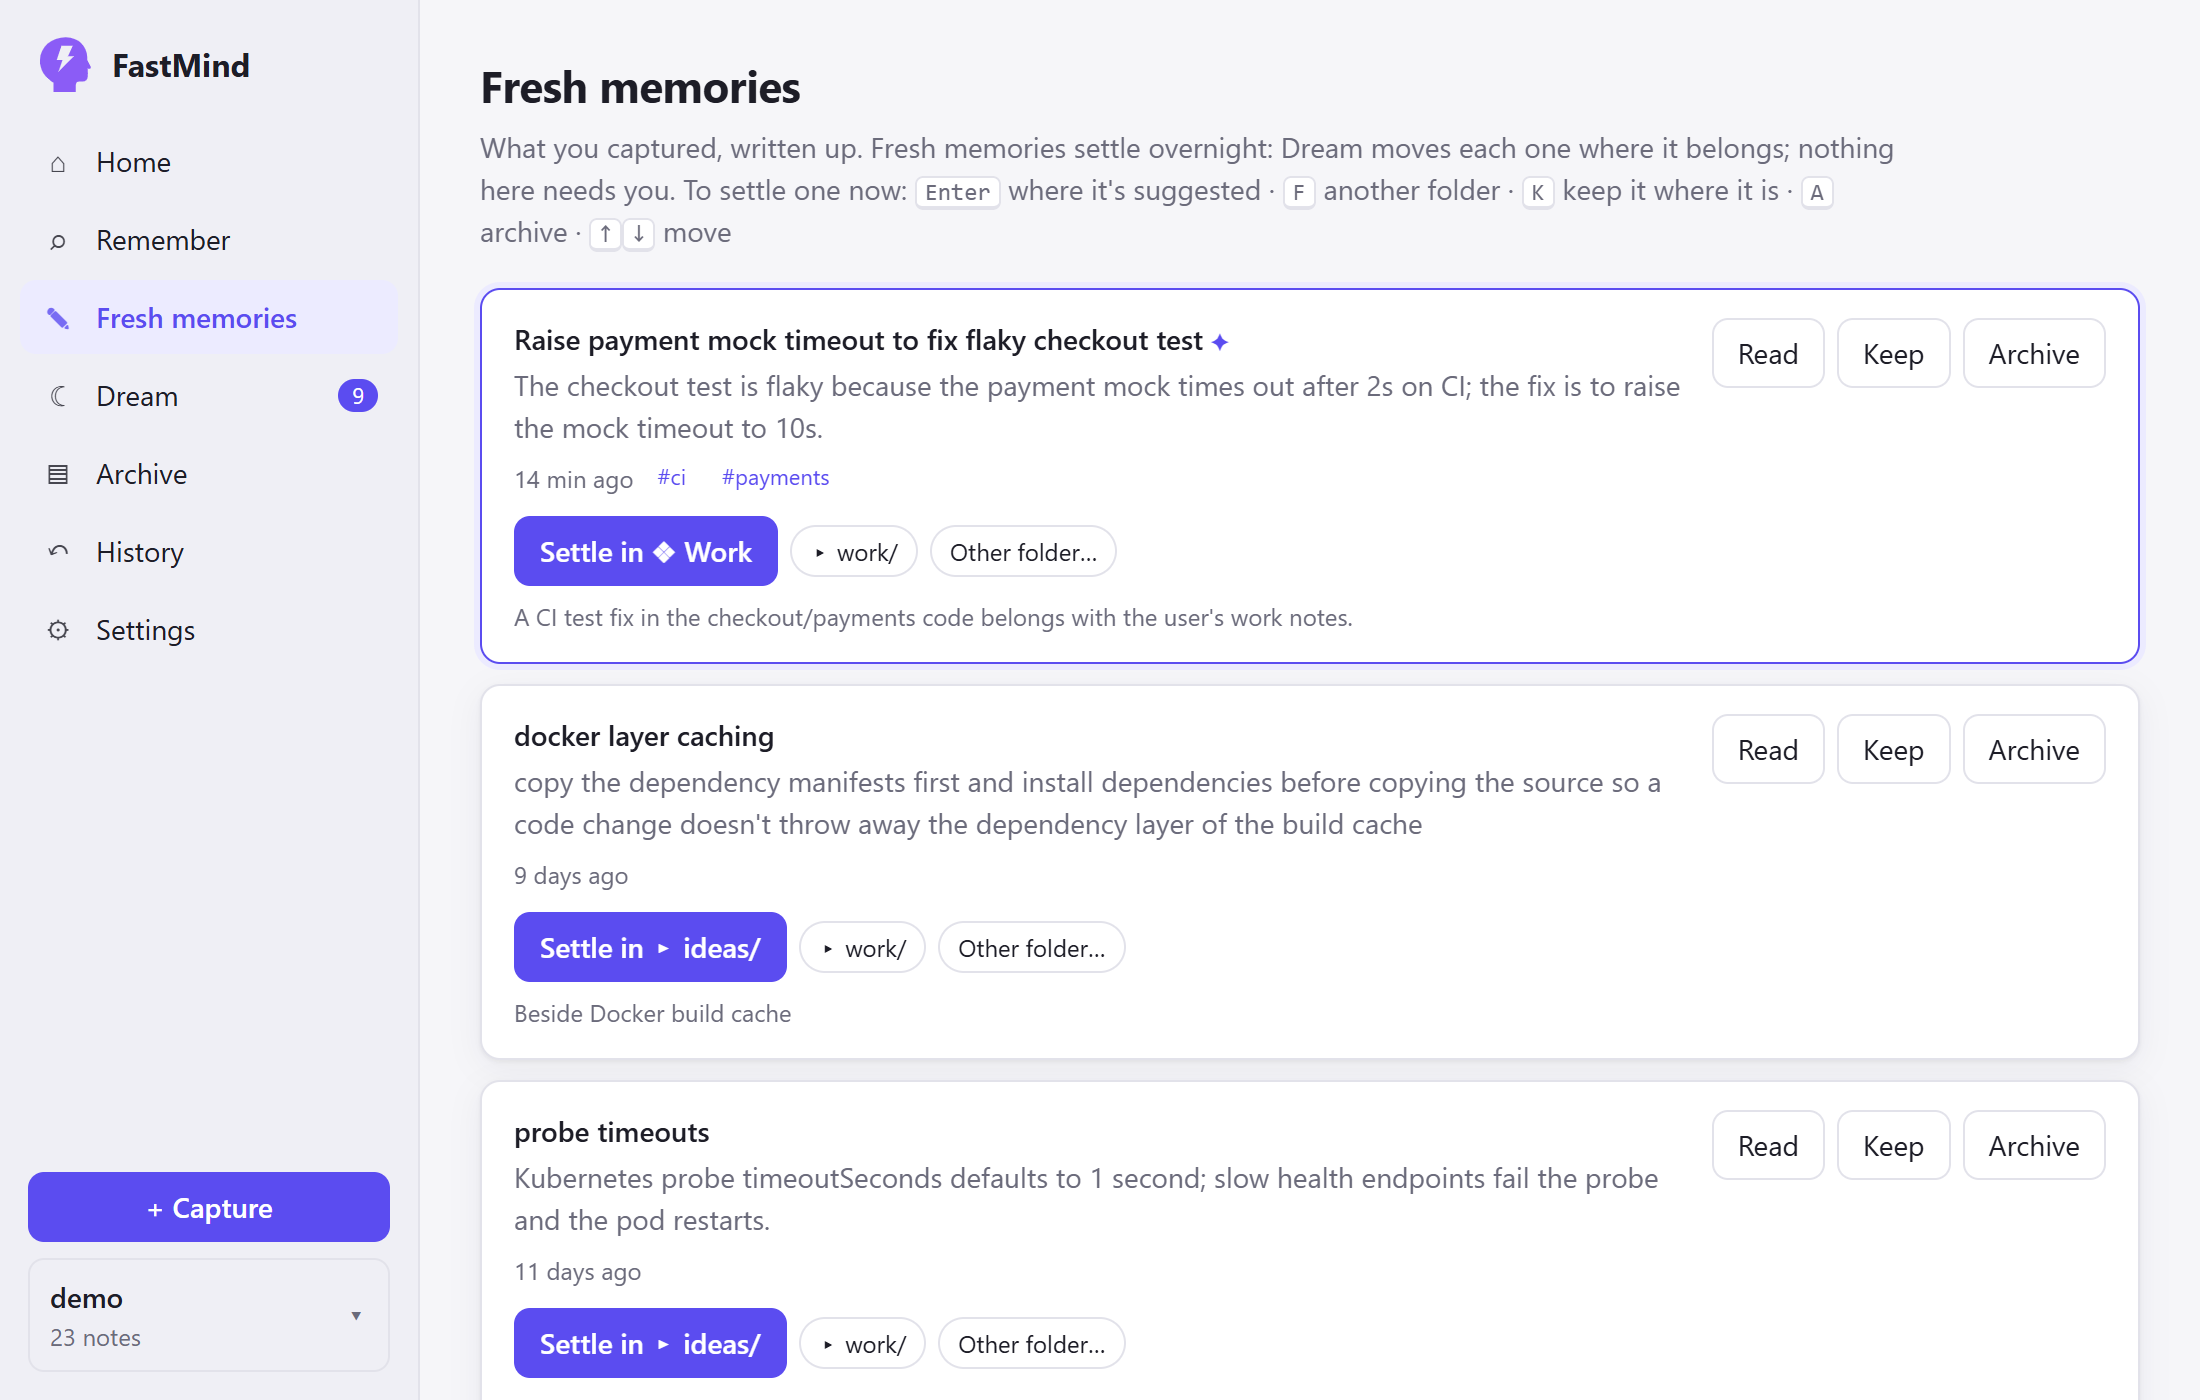 FastMind
Home
Remember
Fresh memories
Dream
9
Archive
History
Settings
+ Capture
demo
23 notes
Fresh memories
What you captured, written up. Fresh memories settle overnight: Dream moves each one where it belongs; nothing
here needs you. To settle one now: Enter where it's suggested · F another folder · K keep it where it is · A
archive · ↑ ↓ move
Raise payment mock timeout to fix flaky checkout test
Read
Keep
Archive
The checkout test is flaky because the payment mock times out after 2s on CI; the fix is to raise
the mock timeout to 10s.
14 min ago #ci #payments
Settle in ❖ Work ▸ work/ Other folder…
A CI test fix in the checkout/payments code belongs with the user's work notes.
docker layer caching
Read
Keep
Archive
copy the dependency manifests first and install dependencies before copying the source so a
code change doesn't throw away the dependency layer of the build cache
9 days ago
Settle in ▸ ideas/ ▸ work/ Other folder…
Beside Docker build cache
probe timeouts
Read
Keep
Archive
Kubernetes probe timeoutSeconds defaults to 1 second; slow health endpoints fail the probe
and the pod restarts.
11 days ago
Settle in ▸ ideas/ ▸ work/ Other folder…